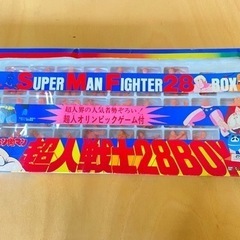 SUPER MAN FIGHTER 28 BOX
超人界の人気者勢ぞろい!
超人オリンピックゲーム付
超人戦士28BOX